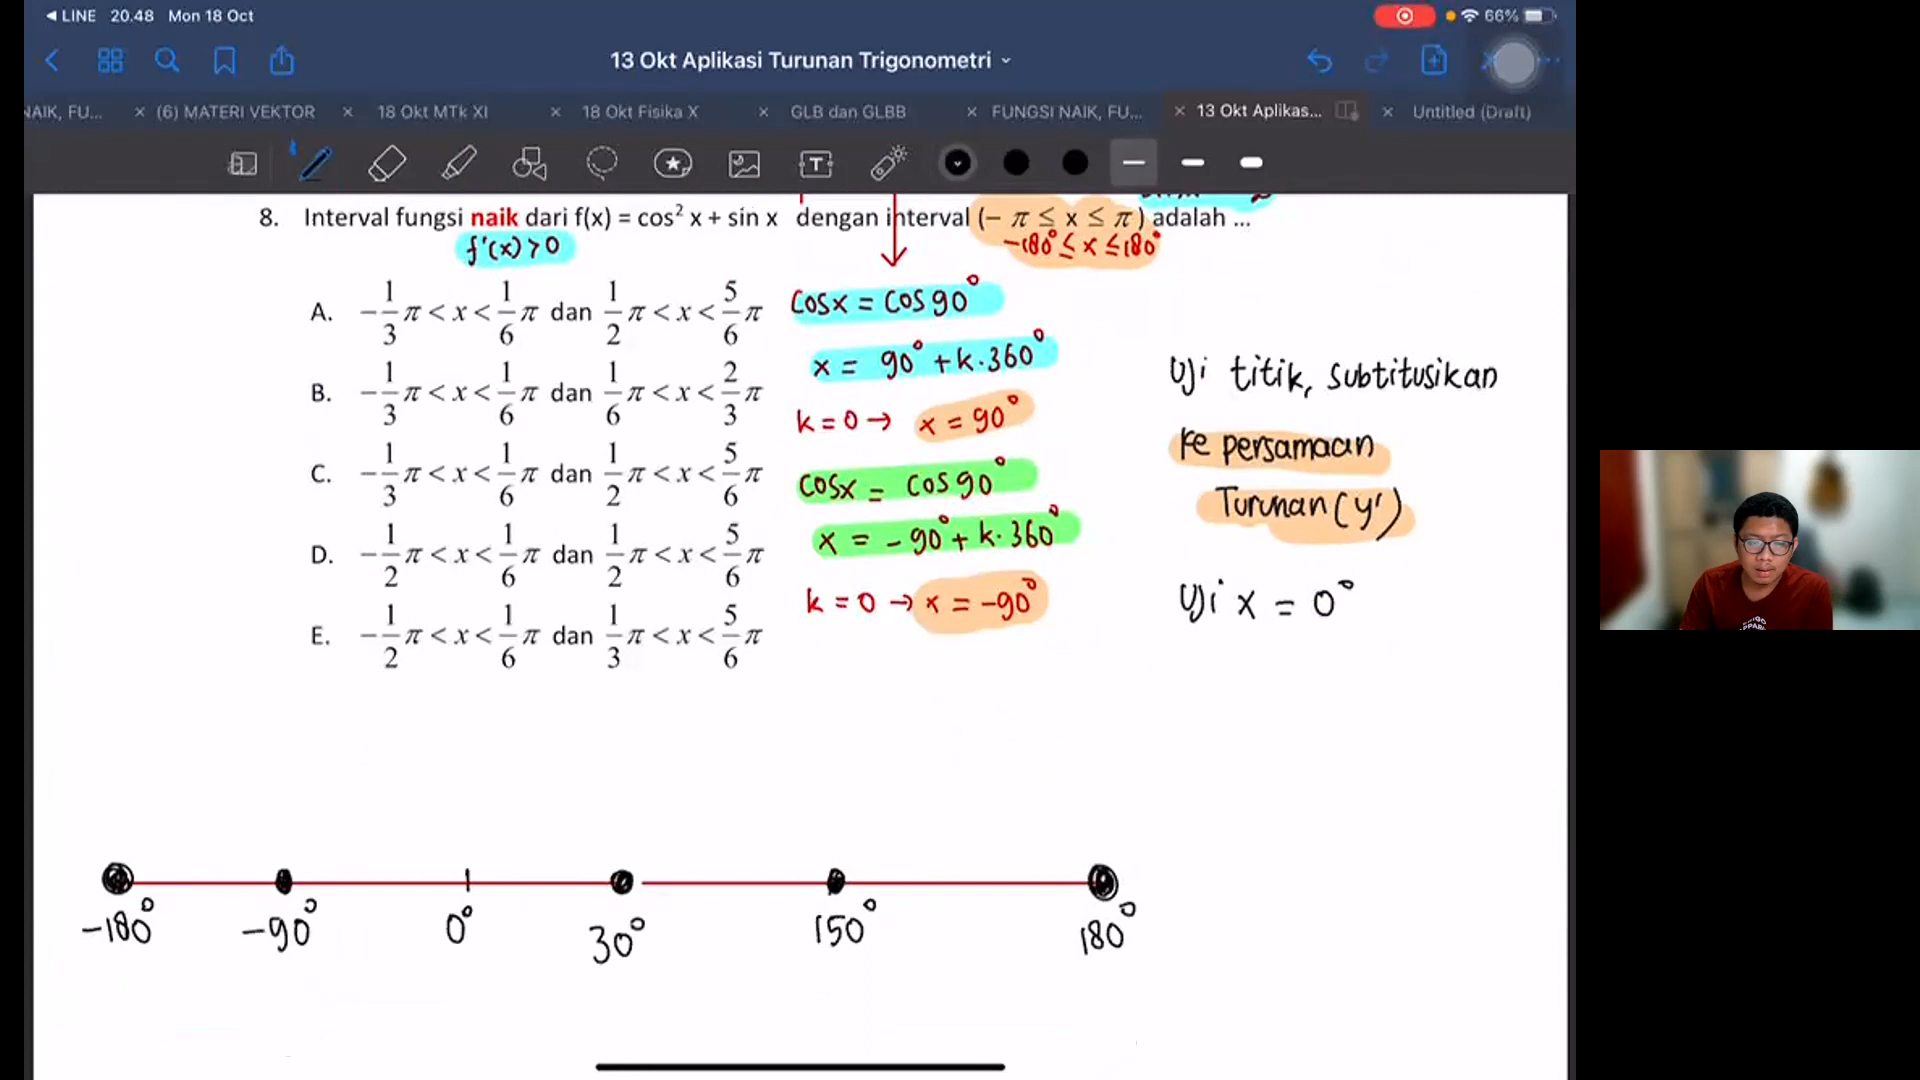 LINE 20.48 Mon 18 Oct
66%
13 Okt Aplikasi Turunan Trigonometri
NAIK, FU...
(6) MATERI VEKTOR
18 Okt MTk XI
18 Okt Fisika X
GLB dan GLBB
FUNGSI NAIK, FU...
13 Okt Aplikas...
Untitled (Draft)
8. Interval fungsi naik dari f(x) = cos² x + sin x dengan interval (− π ≤ x ≤ π) adalah ...
f'(x) > 0
-180° ≤ x ≤ 180°
A. −1/3 π < x < 1/6 π dan 1/2 π < x < 5/6 π
B. −1/3 π < x < 1/6 π dan 1/6 π < x < 2/3 π
C. −1/3 π < x < 1/6 π dan 1/2 π < x < 5/6 π
D. −1/2 π < x < 1/6 π dan 1/2 π < x < 5/6 π
E. −1/2 π < x < 1/6 π dan 1/3 π < x < 5/6 π
Cosx = Cos 90°
x = 90° + k·360°
k = 0 → x = 90°
Cosx = Cos 90°
x = -90° + k·360°
k = 0 → x = -90°
Uji titik, subtitusikan
ke persamaan
Turunan (y')
Uji x = 0°
-180° -90° 0° 30° 150° 180°